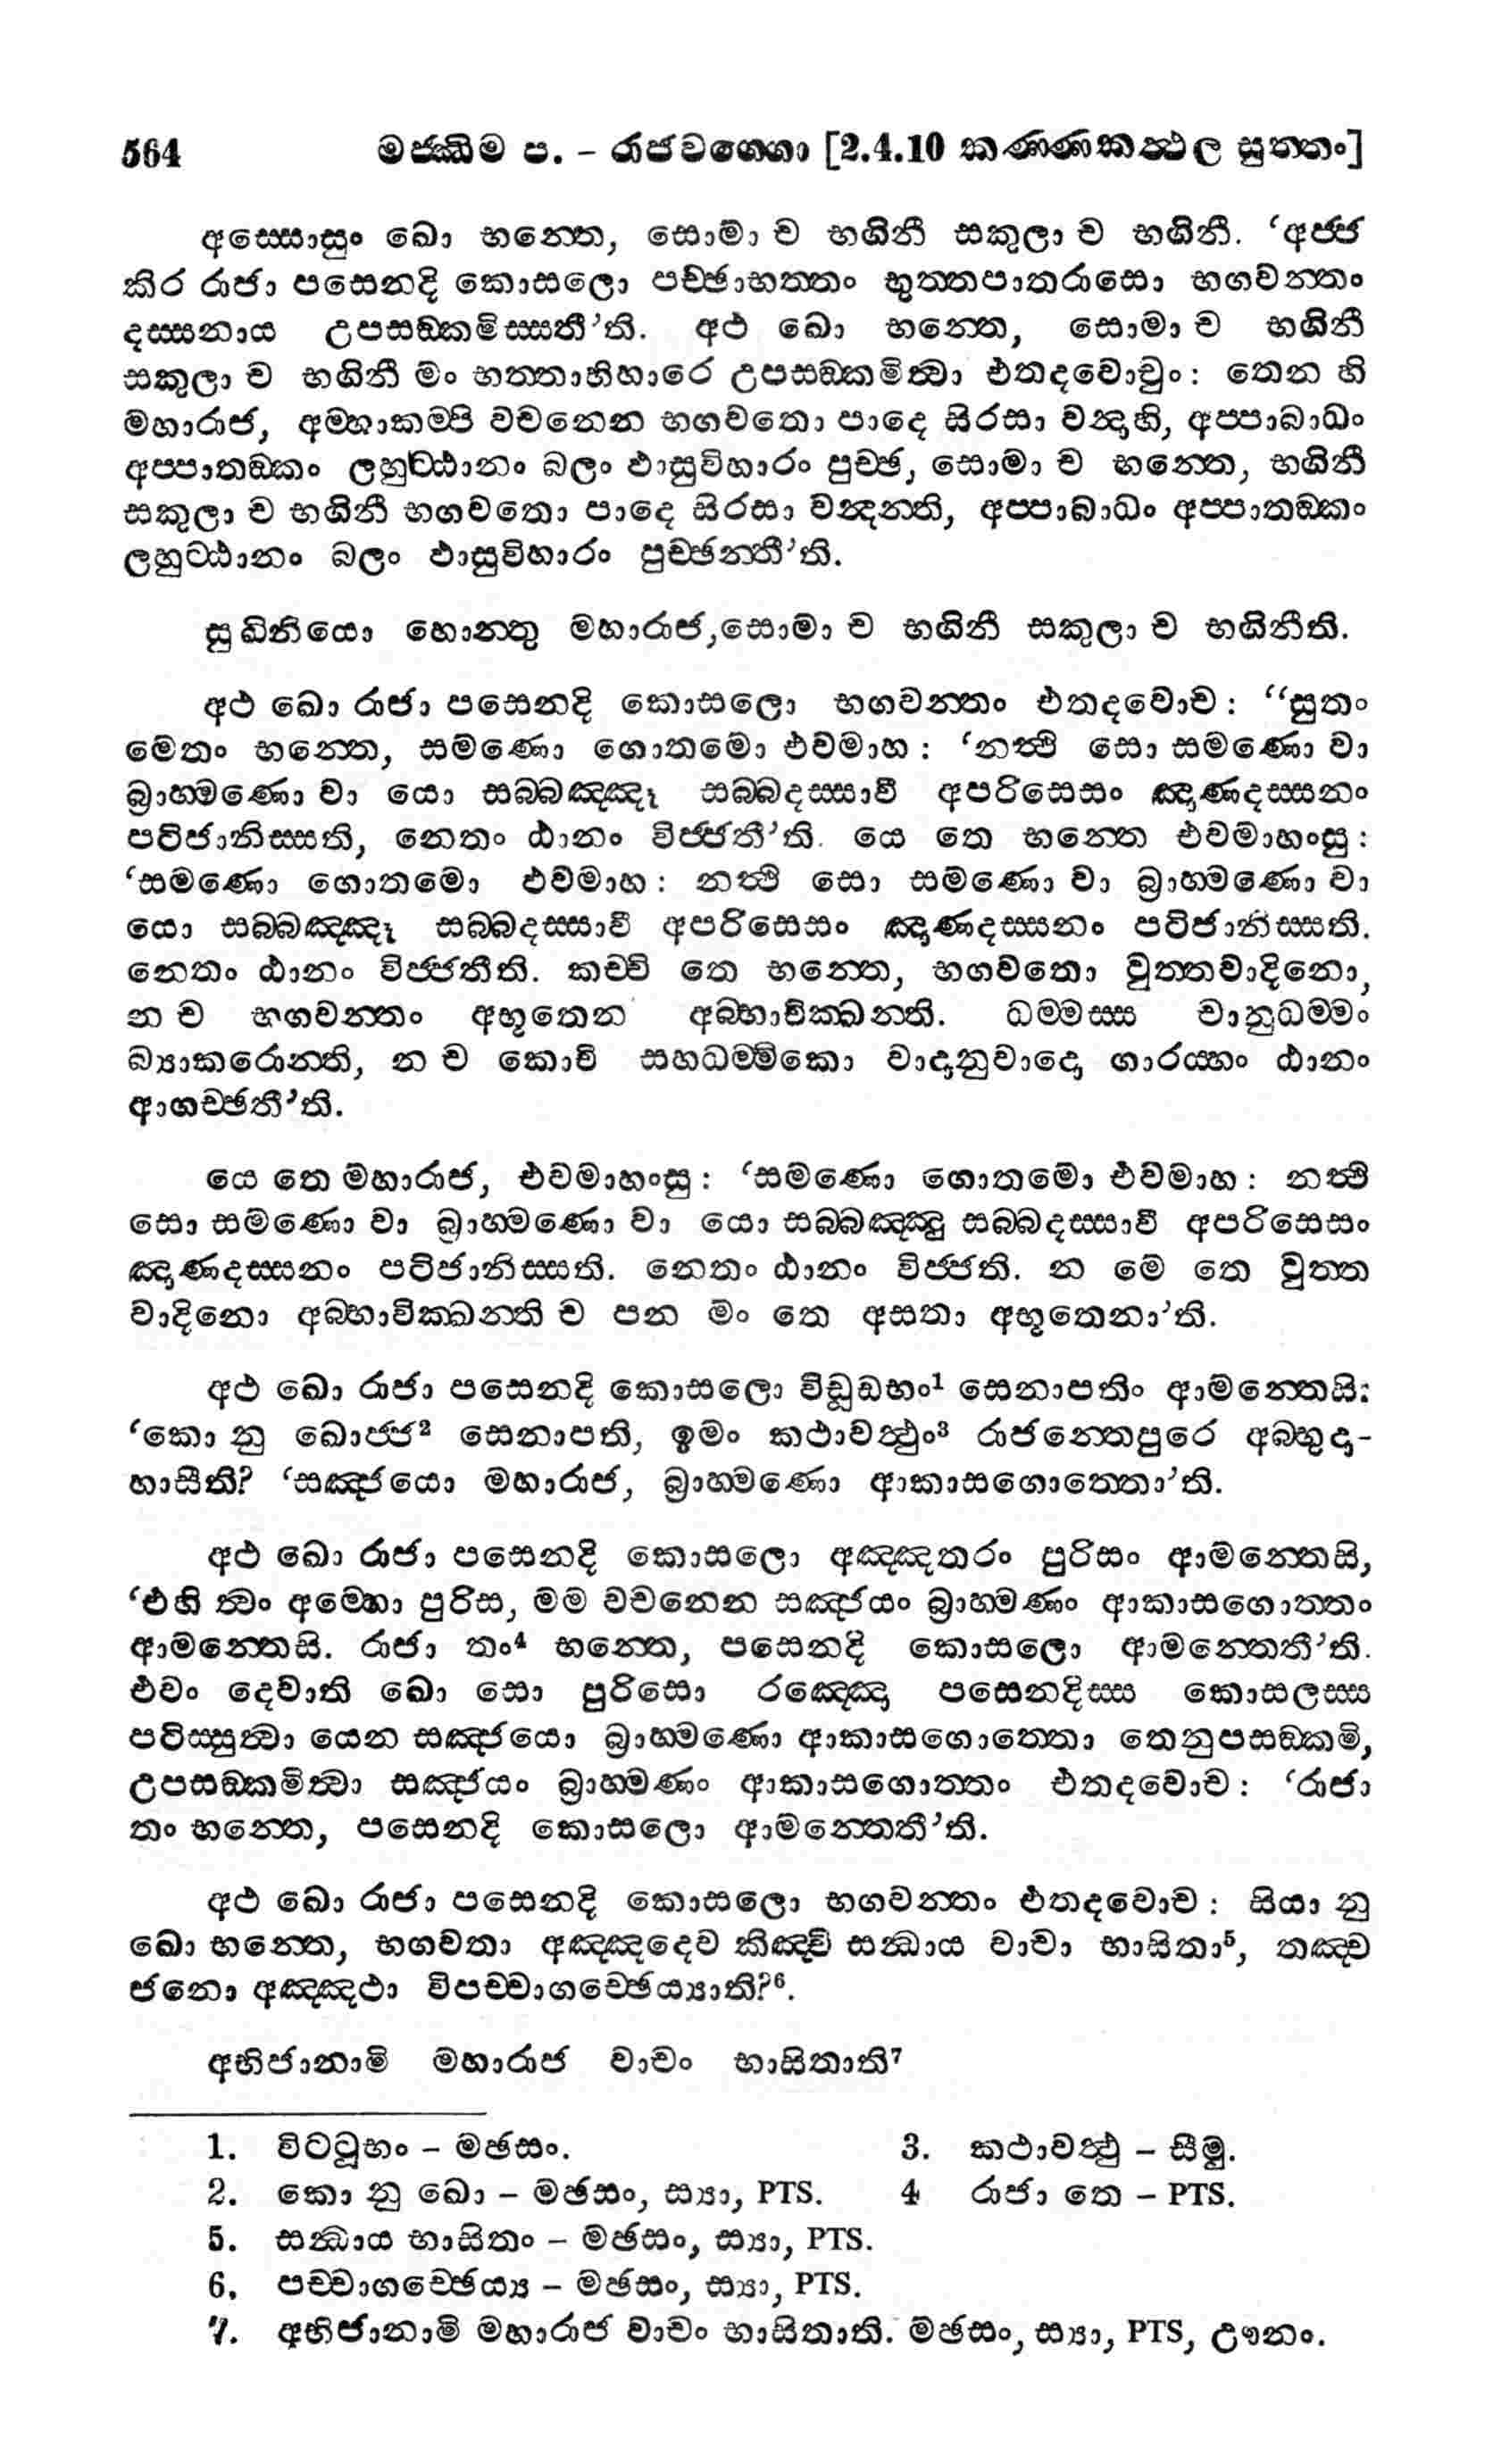 564 මජ්ඣිම ප. – රාජවග්ගො [2.4.10 කණ්ණකත්ථල සුත්තං]
අස්සොසුං ඛො භන්තෙ, සොමා ච භගිනී සකුලා ච භගිනී. ‘අජ්ජ
කිර රාජා පසෙනදි කොසලො පච්ඡාභත්තං භුත්තපාතරාසො භගවන්තං
දස්සනාය උපසඞ්කමිස්සතී’ති. අථ ඛො භන්තෙ, සොමා ච භගිනී
සකුලා ච භගිනී මං භත්තාභිහාරෙ උපසඞ්කමිත්වා එතදවොචුං: තෙන හි
මහාරාජ, අම්හාකම්පි වචනෙන භගවතො පාදෙ සිරසා වන්දාහි, අප්පාබාධං
අප්පාතඞ්කං ලහුට්ඨානං බලං ඵාසුවිහාරං පුච්ඡ, සොමා ච භන්තෙ, භගිනී
සකුලා ච භගිනී භගවතො පාදෙ සිරසා වන්දන්ති, අප්පාබාධං අප්පාතඞ්කං
ලහුට්ඨානං බලං ඵාසුවිහාරං පුච්ඡන්තී’ති.
සුඛිනියො හොන්තු මහාරාජ,සොමා ච භගිනී සකුලා ච භගිනීති.
අථ ඛො රාජා පසෙනදි කොසලො භගවන්තං එතදවොච: “සුතං
මෙතං භන්තෙ, සමණො ගොතමො එවමාහ: ‘නත්ථි සො සමණො වා
බ්‍රාහ්මණො වා යො සබ්බඤ්ඤූ සබ්බදස්සාවී අපරිසෙසං ඤාණදස්සනං
පටිජානිස්සති, නෙතං ඨානං විජ්ජතී’ති. යෙ තෙ භන්තෙ එවමාහංසු:
‘සමණො ගොතමො එවමාහ: නත්ථි සො සමණො වා බ්‍රාහ්මණො වා
යො සබ්බඤ්ඤූ සබ්බදස්සාවී අපරිසෙසං ඤාණදස්සනං පටිජානිස්සති.
නෙතං ඨානං විජ්ජතීති. කච්චි තෙ භන්තෙ, භගවතො වුත්තවාදිනො,
න ච භගවන්තං අභූතෙන අබ්භාචික්ඛන්ති. ධම්මස්ස චානුධම්මං
බ්‍යාකරොන්ති, න ච කොචි සහධම්මිකො වාදානුවාදො ගාරය්හං ඨානං
ආගච්ඡතී’ති.
යෙ තෙ මහාරාජ, එවමාහංසු: ‘සමණො ගොතමො එවමාහ: නත්ථි
සො සමණො වා බ්‍රාහ්මණො වා යො සබ්බඤ්ඤු සබ්බදස්සාවී අපරිසෙසං
ඤාණදස්සනං පටිජානිස්සති. නෙතං ඨානං විජ්ජති. න මෙ තෙ වුත්ත
වාදිනො අබ්භාචික්ඛන්ති ච පන මං තෙ අසතා අභූතෙනා’ති.
අථ ඛො රාජා පසෙනදි කොසලො විඩූඩභං¹ සෙනාපතිං ආමන්තෙයි:
‘කො නු ඛොජ්ජ² සෙනාපති, ඉමං කථාවත්ථුං³ රාජන්තෙපුරෙ අබ්භුදා-
හාසීති? ‘සඤ්ජයො මහාරාජ, බ්‍රාහ්මණො ආකාසගොත්තො’ති.
අථ ඛො රාජා පසෙනදි කොසලො අඤ්ඤතරං පුරිසං ආමන්තෙසි,
‘එහි ත්වං අම්භො පුරිස, මම වචනෙන සඤ්ජයං බ්‍රාහ්මණං ආකාසගොත්තං
ආමන්තෙසි. රාජා තං⁴ භන්තෙ, පසෙනදි කොසලො ආමන්තෙතී’ති.
එවං දෙවාති ඛො සො පුරිසො රඤ්ඤො පසෙනදිස්ස කොසලස්ස
පටිස්සුත්වා යෙන සඤ්ජයො බ්‍රාහ්මණො ආකාසගොත්තො තෙනුපසඞ්කමි,
උපසඞ්කමිත්වා සඤ්ජයං බ්‍රාහ්මණං ආකාසගොත්තං එතදවොච: ‘රාජා
තං භන්තෙ, පසෙනදි කොසලො ආමන්තෙතී’ති.
අථ ඛො රාජා පසෙනදි කොසලො භගවන්තං එතදවොච: සියා නු
ඛො භන්තෙ, භගවතා අඤ්ඤදෙව කිඤ්චි සන්ධාය වාචා භාසිතා⁵, තඤ්ච
ජනො අඤ්ඤථා විපච්චාගච්ඡෙය්‍යාති?⁶.
අභිජානාමි මහාරාජ වාචං භාසිතාති⁷
1. විටටූභං – මඡසං. 3. කථාවත්ථු – සීමු.
2. කො නු ඛො – මඡසං, ස්‍යා, PTS. 4 රාජා තෙ – PTS.
5. සන්ධාය භාසිතං – මඡසං, ස්‍යා, PTS.
6. පච්චාගච්ඡෙය්‍ය – මඡසං, ස්‍යා, PTS.
7. අභිජානාමි මහාරාජ වාචං භාසිතාති. මඡසං, ස්‍යා, PTS, ඌනං.